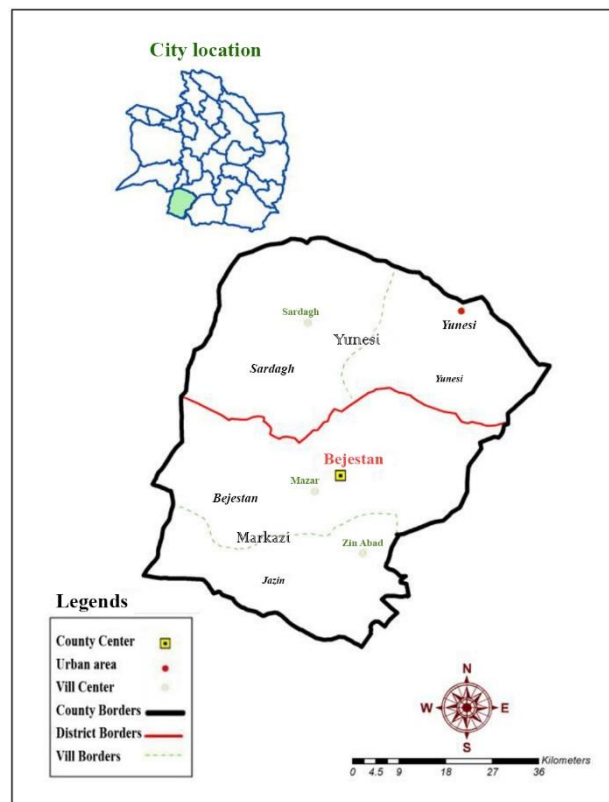 City location
Sardagh
Yunesi
Yunesi
Sardagh
Yunesi
Bejestan
Mazar
Bejestan
Markazi
Zin Abad
Jazin
Legends
County Center
Urban area
Vill Center
County Borders
District Borders
Vill Borders
N
W E
S
Kilometers
0 4.5 9 18 27 36